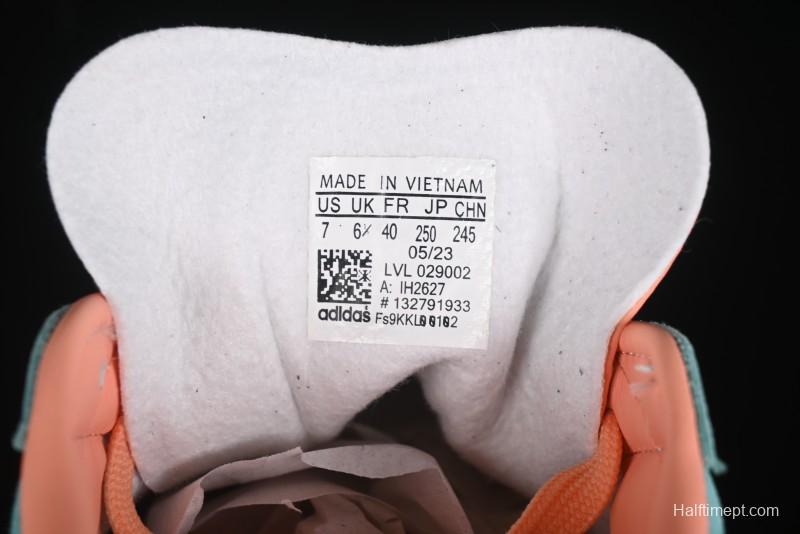 MADE IN VIETNAM
US UK FR JP CHN
7 6½ 40 250 245
05/23
LVL 029002
A: IH2627
# 132791933
adidas
Halftimept.com